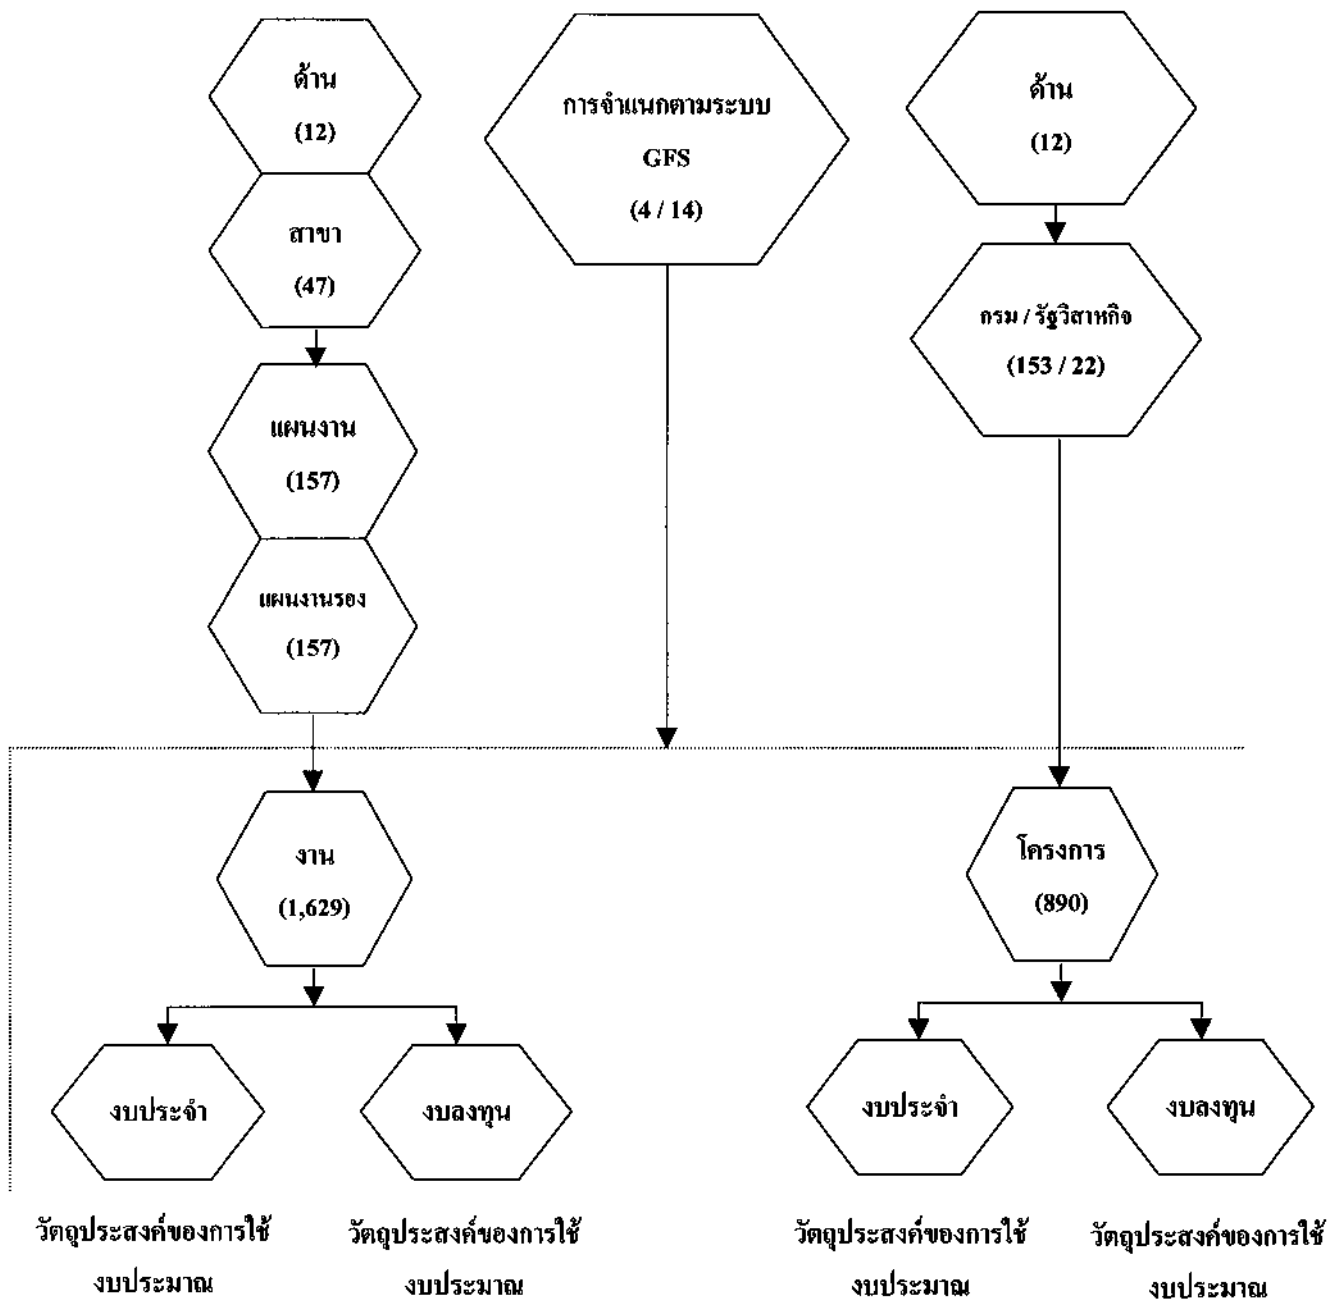 ด้าน
(12)
สาขา
(47)
แผนงาน
(157)
แผนงานรอง
(157)
การจำแนกตามระบบ
GFS
(4 / 14)
ด้าน
(12)
กรม / รัฐวิสาหกิจ
(153 / 22)
งาน
(1,629)
งบประจำ
งบลงทุน
วัตถุประสงค์ของการใช้
งบประมาณ
วัตถุประสงค์ของการใช้
งบประมาณ
โครงการ
(890)
งบประจำ
งบลงทุน
วัตถุประสงค์ของการใช้
งบประมาณ
วัตถุประสงค์ของการใช้
งบประมาณ